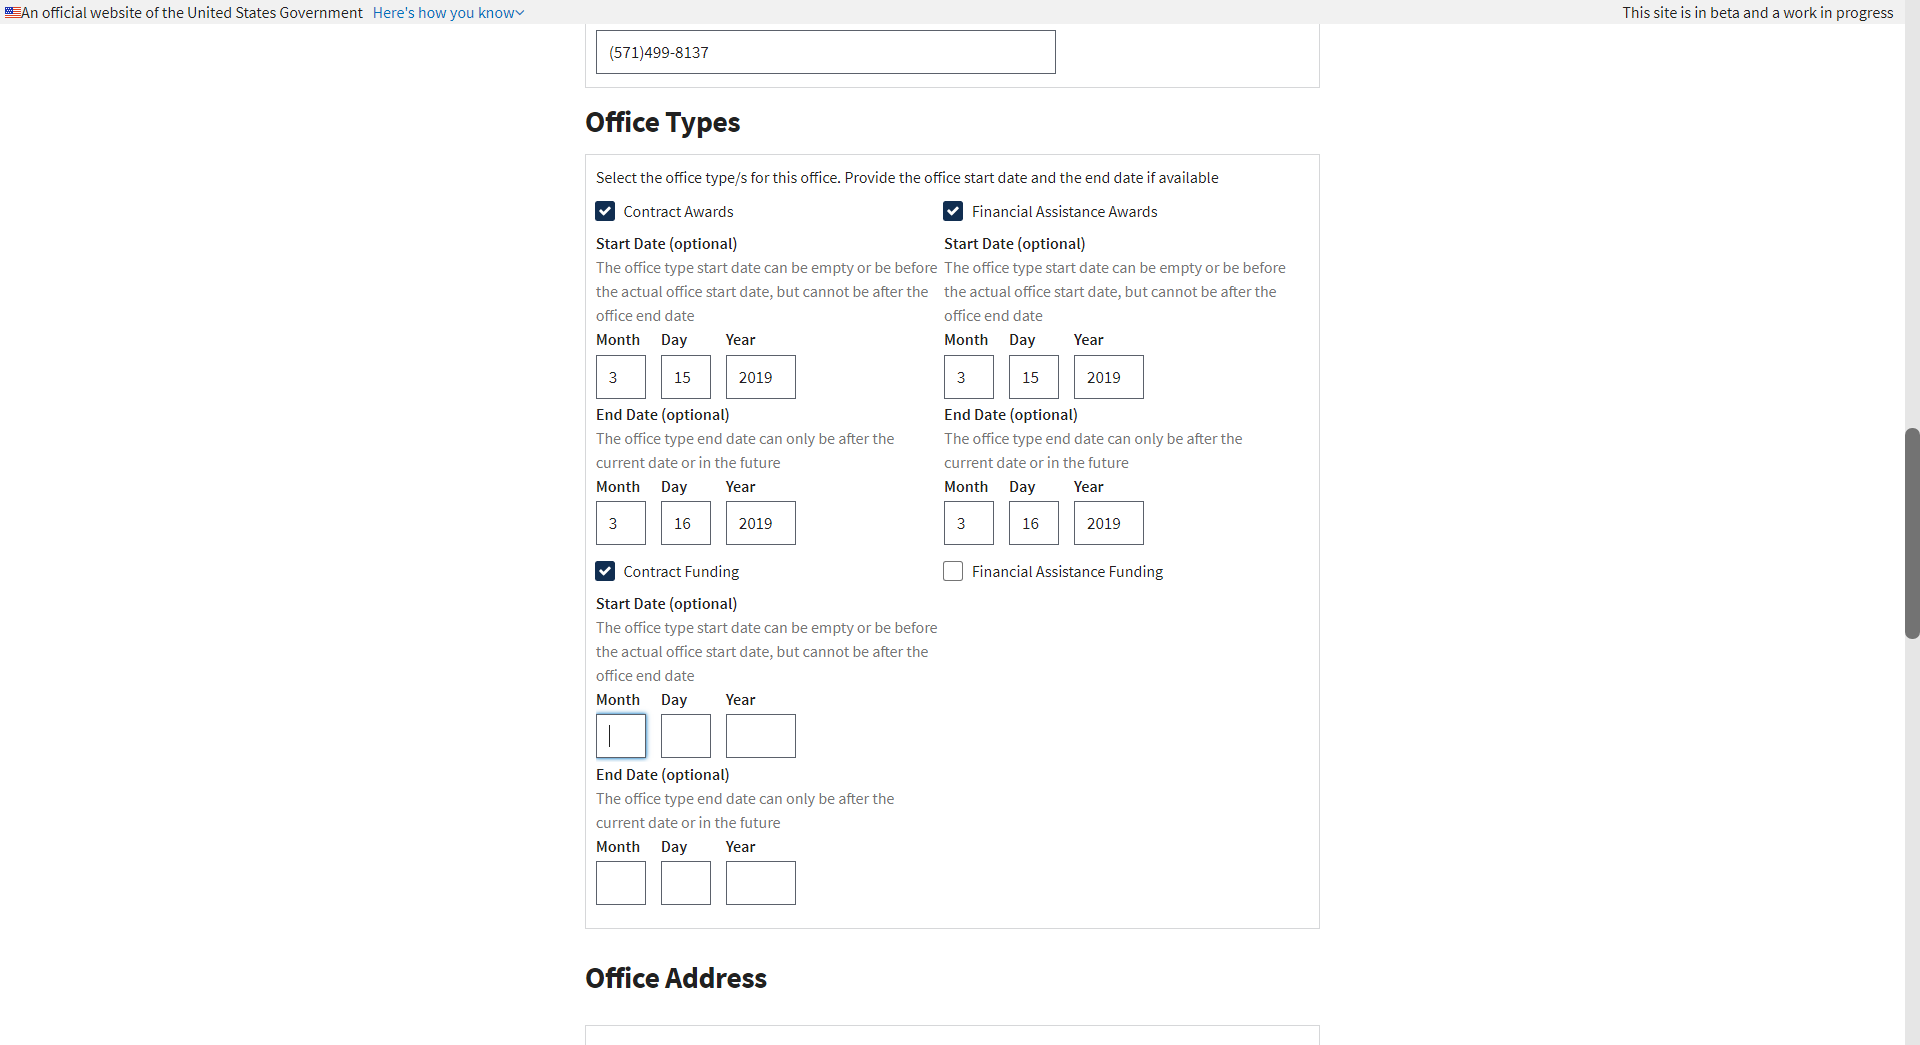 An official website of the United States Government Here's how you know
This site is in beta and a work in progress
(571)499-8137
Office Types
Select the office type/s for this office. Provide the office start date and the end date if available
Contract Awards
Start Date (optional)
The office type start date can be empty or be before
the actual office start date, but cannot be after the
office end date
Month Day Year
3 15 2019
End Date (optional)
The office type end date can only be after the
current date or in the future
Month Day Year
3 16 2019
Financial Assistance Awards
Start Date (optional)
The office type start date can be empty or be before
the actual office start date, but cannot be after the
office end date
Month Day Year
3 15 2019
End Date (optional)
The office type end date can only be after the
current date or in the future
Month Day Year
3 16 2019
Contract Funding
Start Date (optional)
The office type start date can be empty or be before
the actual office start date, but cannot be after the
office end date
Month Day Year
End Date (optional)
The office type end date can only be after the
current date or in the future
Month Day Year
Financial Assistance Funding
Office Address